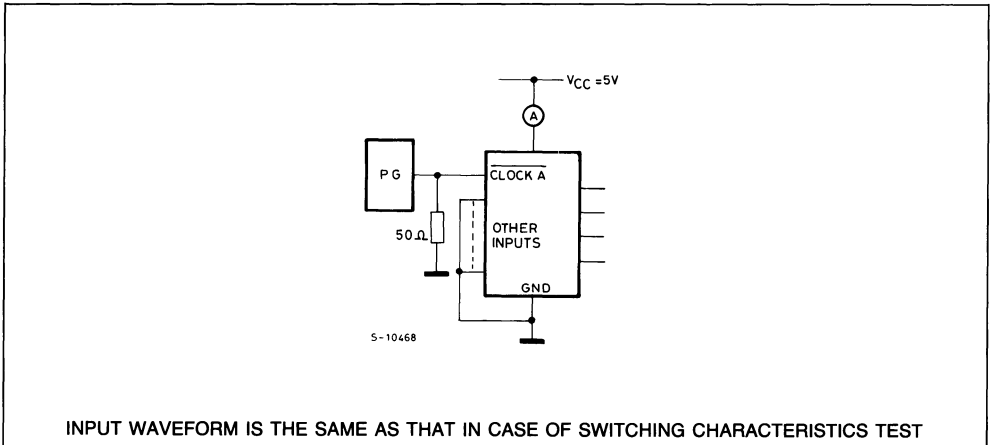 VCC =5V
A
PG
CLOCK A
50Ω
OTHER
INPUTS
GND
S-10468
INPUT WAVEFORM IS THE SAME AS THAT IN CASE OF SWITCHING CHARACTERISTICS TEST